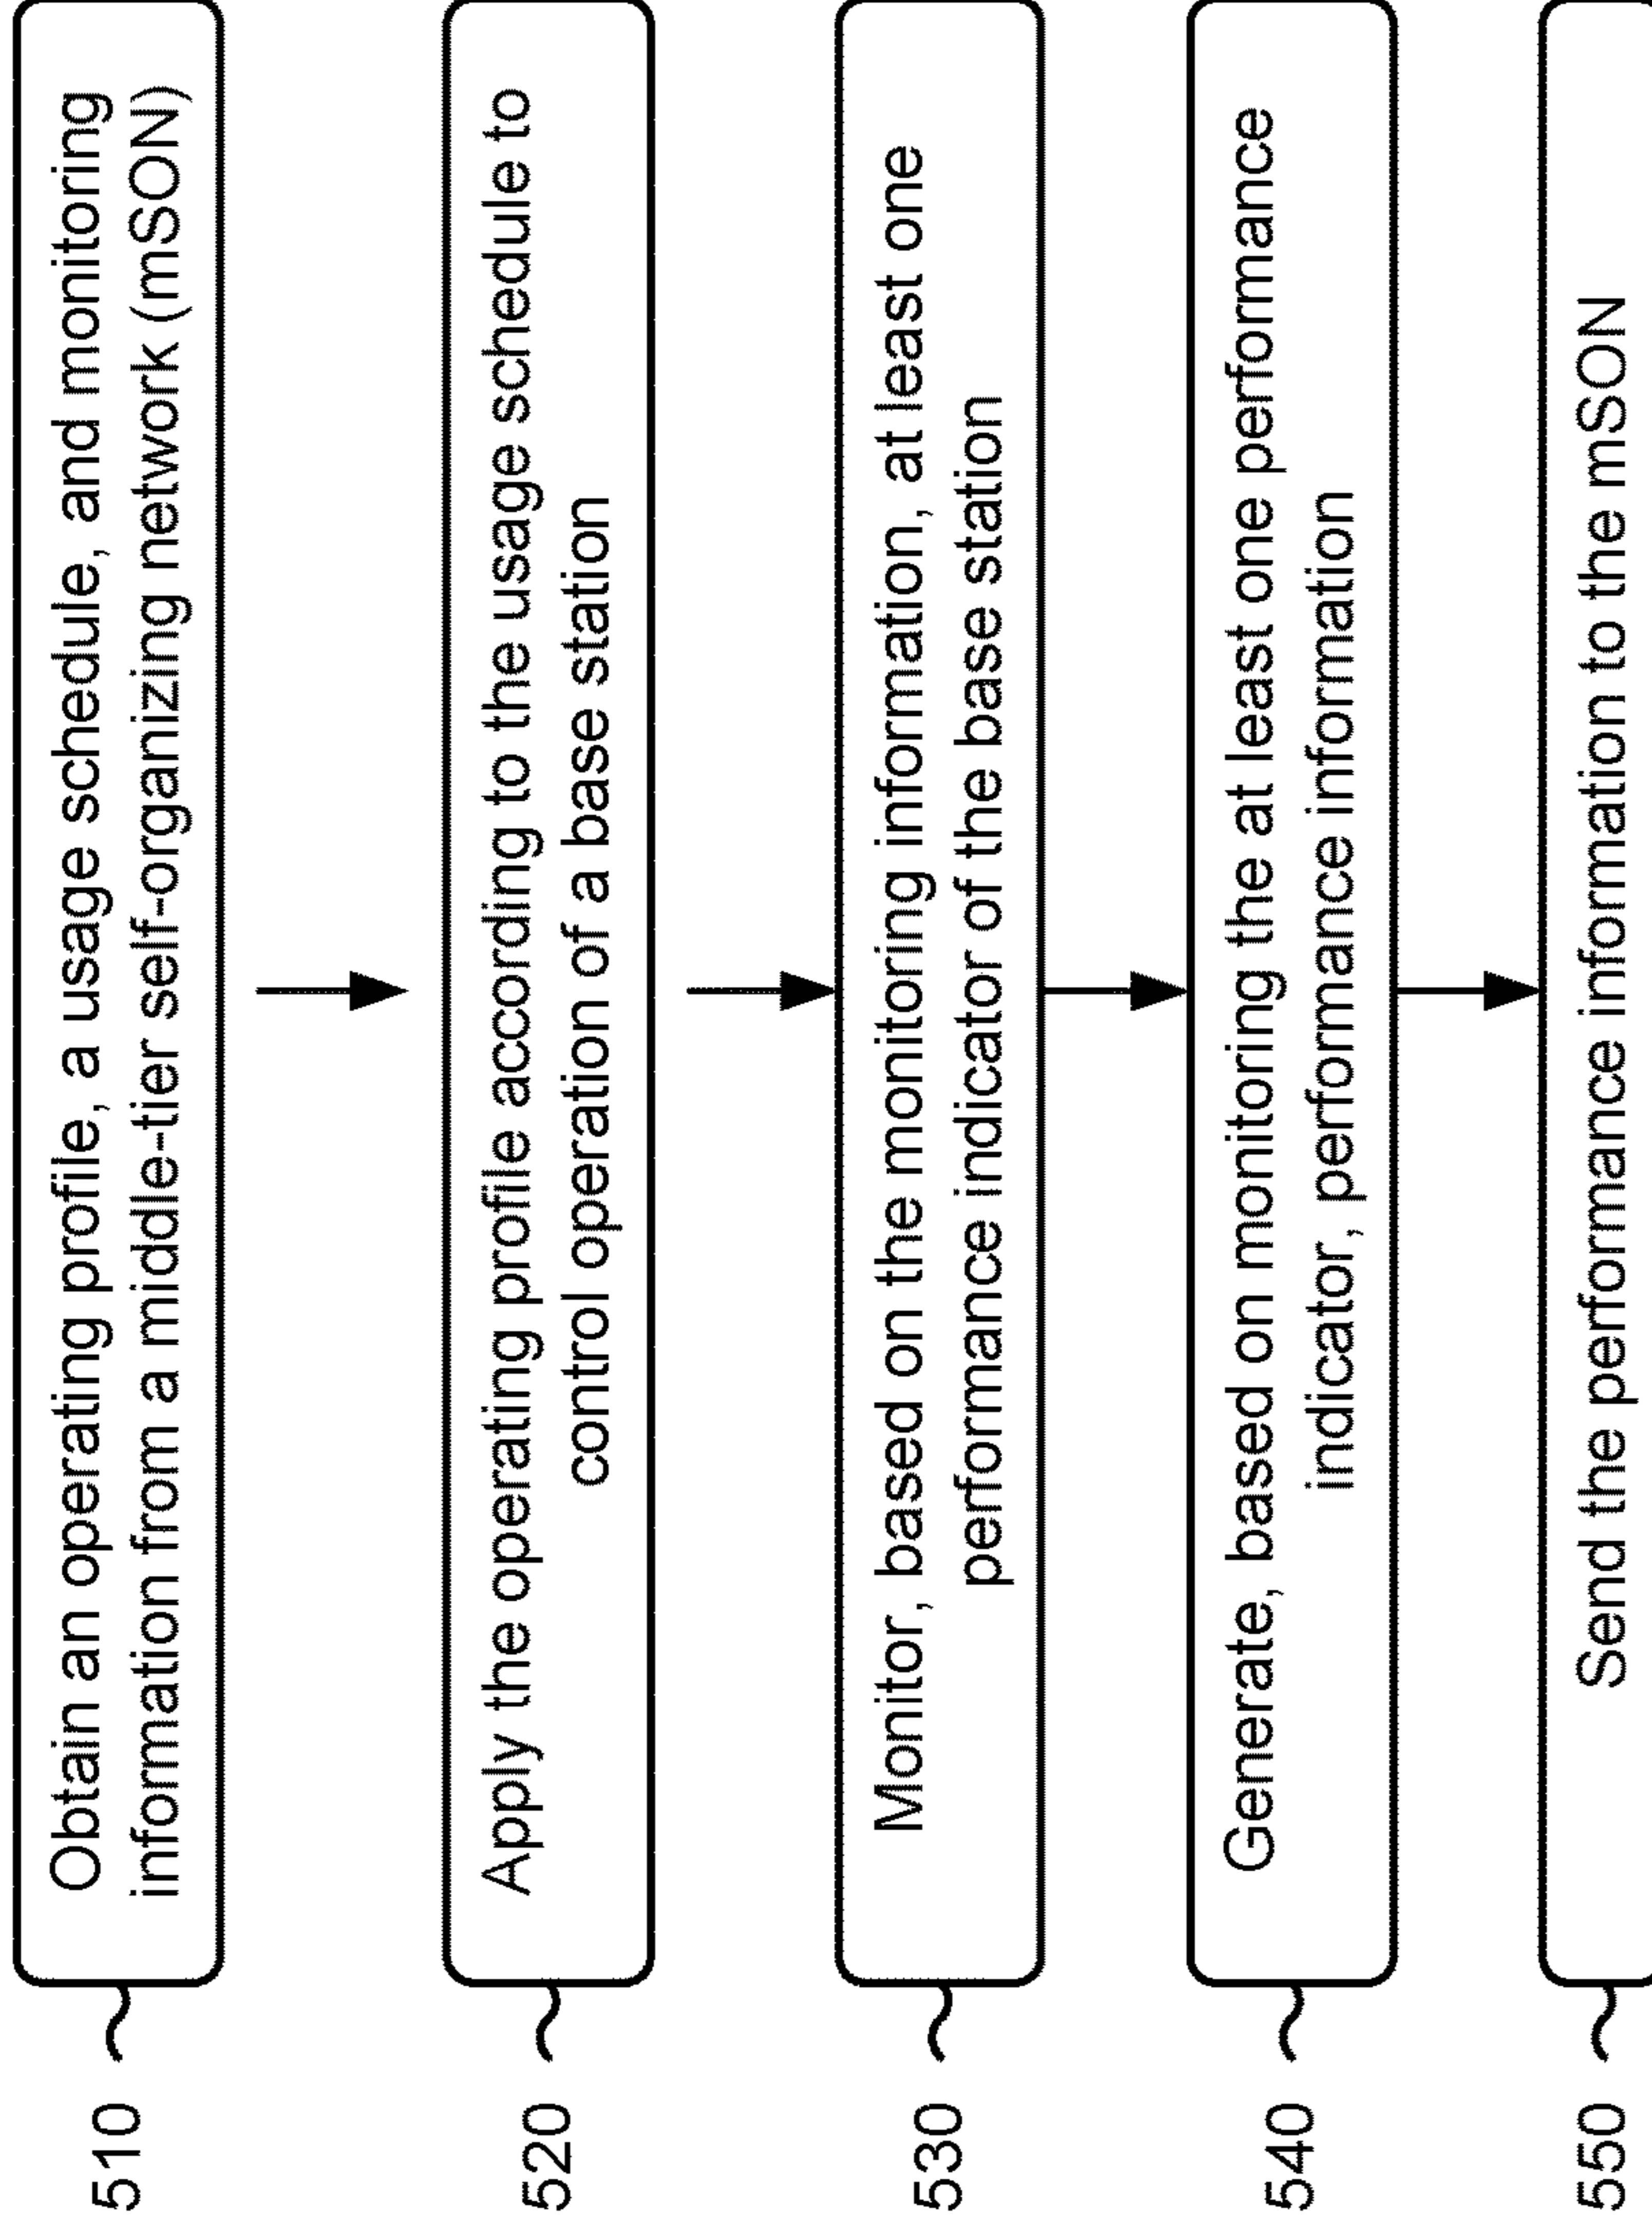 510
Obtain an operating profile, a usage schedule, and monitoring
information from a middle-tier self-organizing network (mSON)
520
Apply the operating profile according to the usage schedule to
control operation of a base station
530
Monitor, based on the monitoring information, at least one
performance indicator of the base station
540
Generate, based on monitoring the at least one performance
indicator, performance information
550
Send the performance information to the mSON